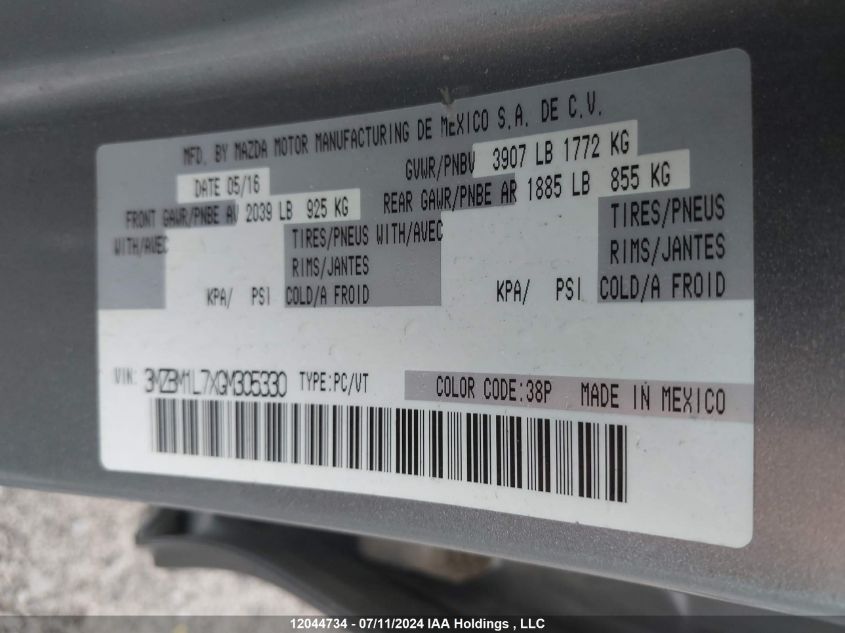 MFD. BY MAZDA MOTOR MANUFACTURING DE MEXICO S.A. DE C.V.
DATE 05/16 GVWR/PNBV 3907 LB 1772 KG
FRONT GAWR/PNBE AV 2039 LB 925 KG REAR GAWR/PNBE AR 1885 LB 855 KG
WITH/AVEC TIRES/PNEUS WITH/AVEC TIRES/PNEUS
RIMS/JANTES RIMS/JANTES
KPA/ PSI COLD/A FROID KPA/ PSI COLD/A FROID
VIN: 3MZBM1L7XGM305330 TYPE:PC/VT COLOR CODE:38P MADE IN MEXICO
12044734 - 07/11/2024 IAA Holdings , LLC